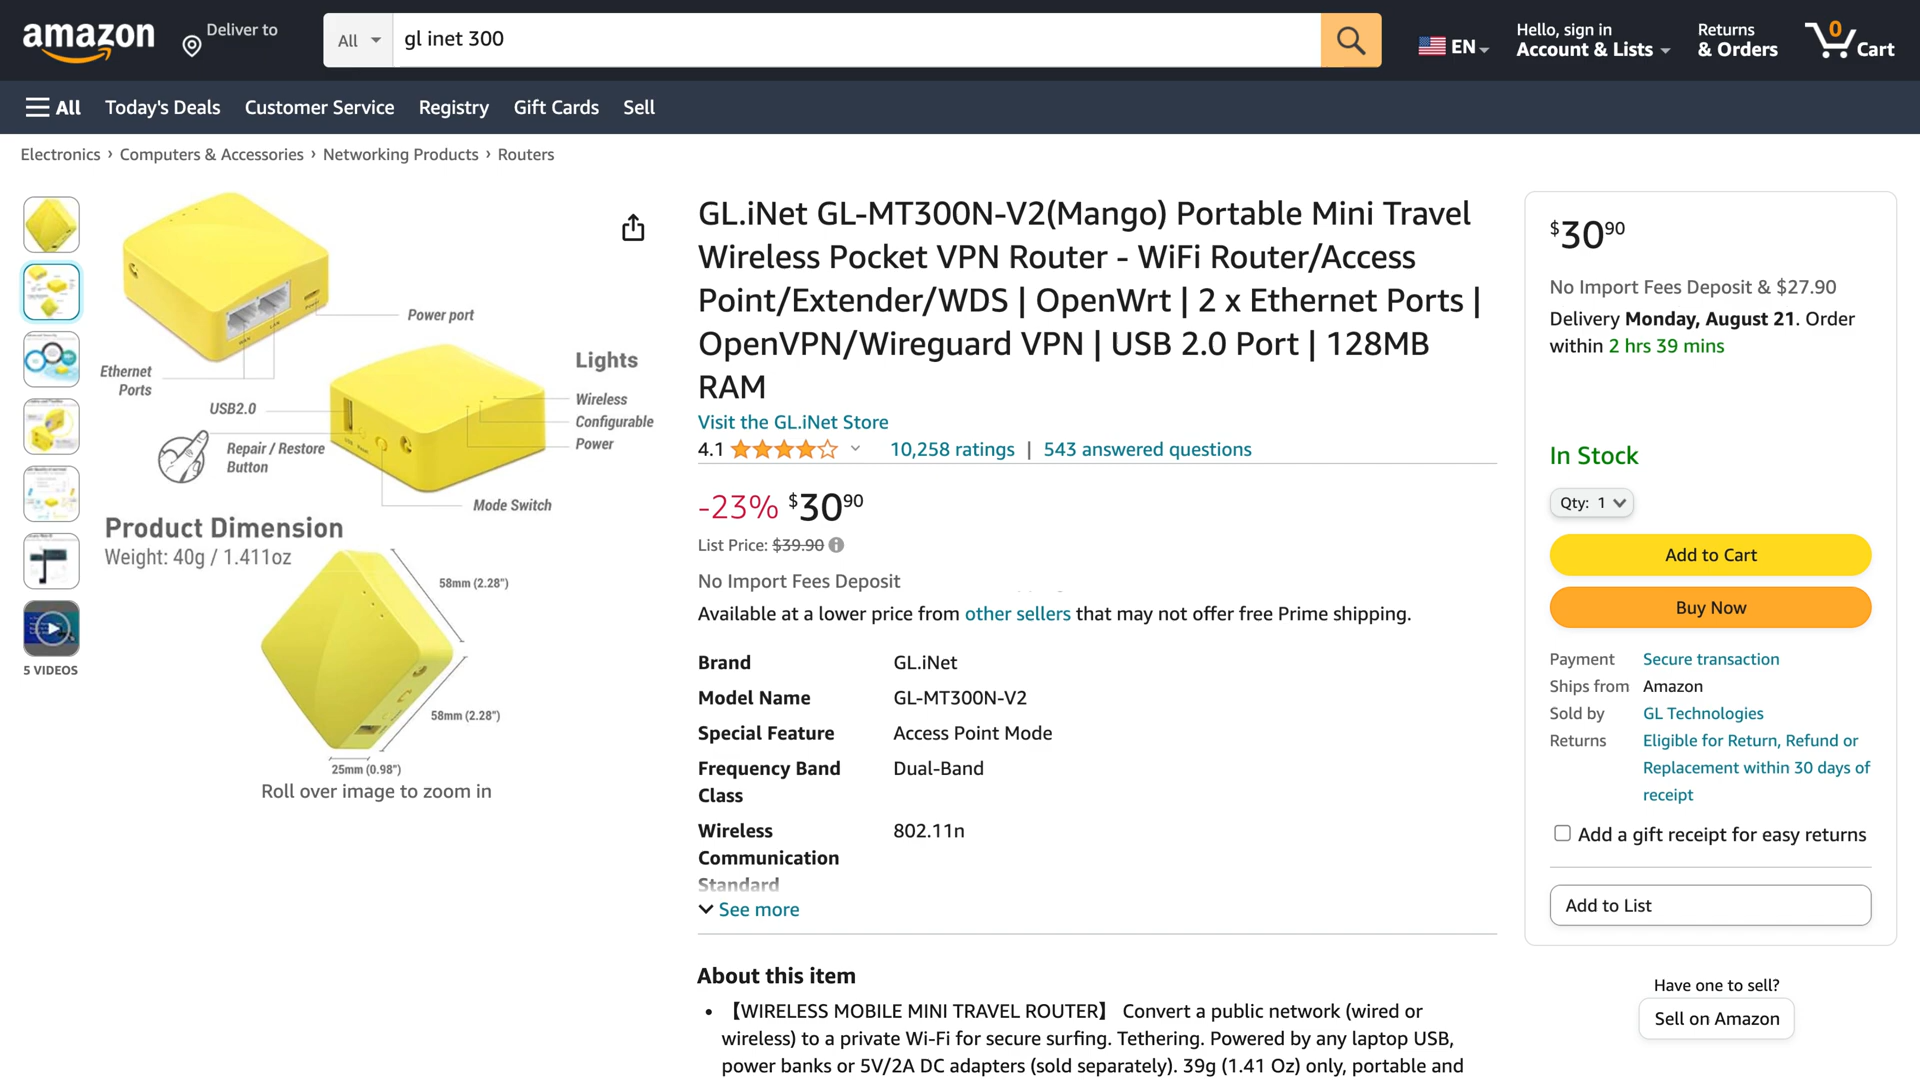 amazon
Deliver to
All
gl inet 300
EN
Hello, sign in
Account & Lists
Returns
& Orders
0
Cart
All
Today's Deals
Customer Service
Registry
Gift Cards
Sell
Electronics › Computers & Accessories › Networking Products › Routers
Power port
Ethernet
Ports
Lights
Wireless
Configurable
Power
USB2.0
Repair / Restore
Button
Mode Switch
Product Dimension
Weight: 40g / 1.411oz
58mm (2.28")
58mm (2.28")
25mm (0.98")
Roll over image to zoom in
5 VIDEOS
GL.iNet GL-MT300N-V2(Mango) Portable Mini Travel
Wireless Pocket VPN Router - WiFi Router/Access
Point/Extender/WDS | OpenWrt | 2 x Ethernet Ports |
OpenVPN/Wireguard VPN | USB 2.0 Port | 128MB
RAM
Visit the GL.iNet Store
4.1
10,258 ratings | 543 answered questions
-23% $30 90
List Price: $39.90
No Import Fees Deposit
Available at a lower price from other sellers that may not offer free Prime shipping.
Brand GL.iNet
Model Name GL-MT300N-V2
Special Feature Access Point Mode
Frequency Band Dual-Band
Class
Wireless 802.11n
Communication
Standard
See more
About this item
• 【WIRELESS MOBILE MINI TRAVEL ROUTER】 Convert a public network (wired or
wireless) to a private Wi-Fi for secure surfing. Tethering. Powered by any laptop USB,
power banks or 5V/2A DC adapters (sold separately). 39g (1.41 Oz) only, portable and
$30 90
No Import Fees Deposit & $27.90
Delivery Monday, August 21. Order
within 2 hrs 39 mins
In Stock
Qty: 1
Add to Cart
Buy Now
Payment Secure transaction
Ships from Amazon
Sold by GL Technologies
Returns Eligible for Return, Refund or
Replacement within 30 days of
receipt
Add a gift receipt for easy returns
Add to List
Have one to sell?
Sell on Amazon